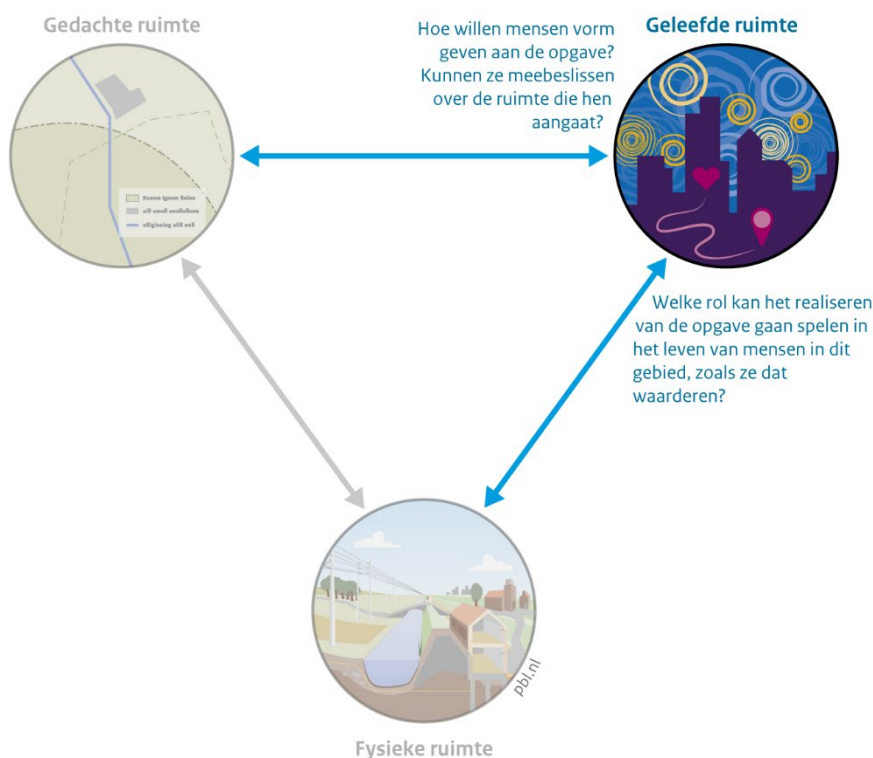 Gedachte ruimte
Hoe willen mensen vorm
geven aan de opgave?
Kunnen ze meebeslissen
over de ruimte die hen
aangaat?
Geleefde ruimte
Welke rol kan het realiseren
van de opgave gaan spelen in
het leven van mensen in dit
gebied, zoals ze dat
waarderen?
pbl.nl
Fysieke ruimte